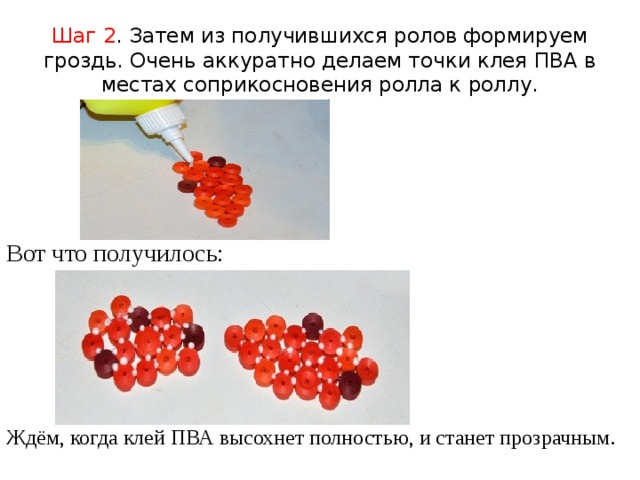 Шаг 2. Затем из получившихся ролов формируем
гроздь. Очень аккуратно делаем точки клея ПВА в
местах соприкосновения ролла к роллу.
Вот что получилось:
Ждём, когда клей ПВА высохнет полностью, и станет прозрачным.